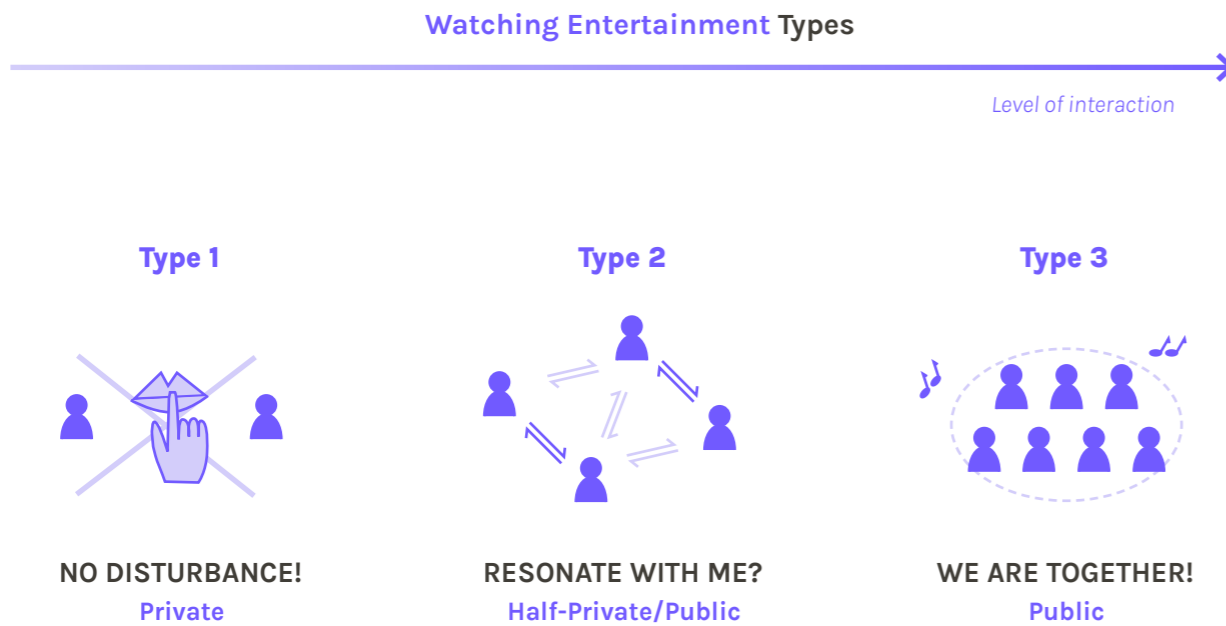 Watching Entertainment Types
Level of interaction
Type 1
Type 2
Type 3
NO DISTURBANCE!
RESONATE WITH ME?
WE ARE TOGETHER!
Private
Half-Private/Public
Public